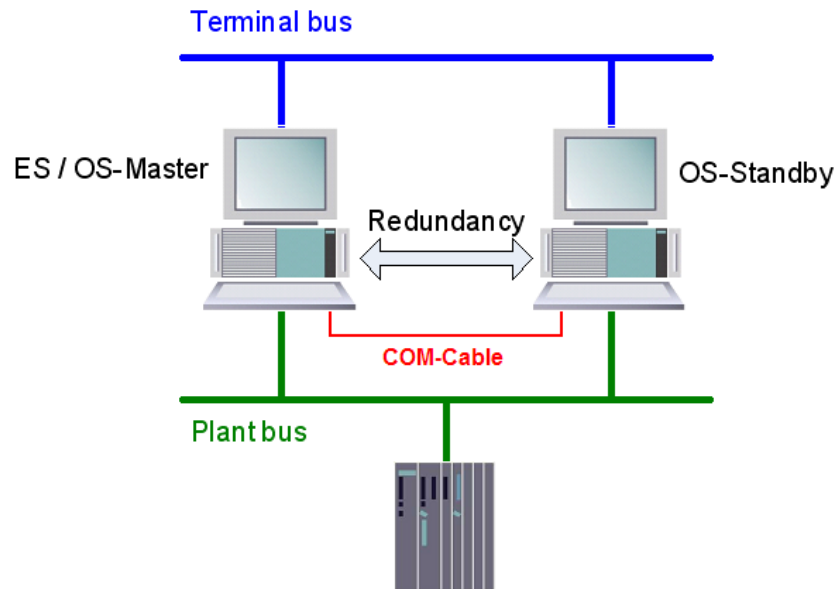 Terminal bus
ES / OS-Master
OS-Standby
Redundancy
COM-Cable
Plant bus